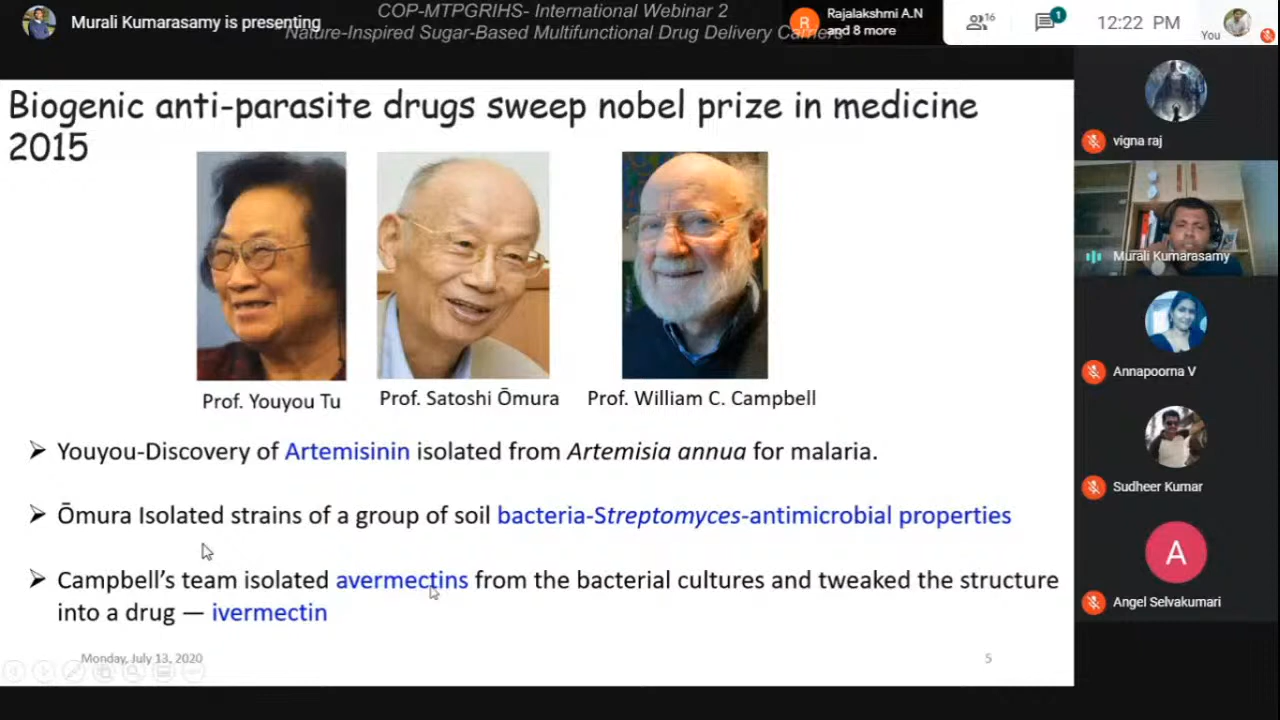 COP-MTPGRIHS- International Webinar 2
Murali Kumarasamy is presenting
Nature-Inspired Sugar-Based Multifunctional Drug Delivery Carriers
R
Rajalakshmi A.N
and 8 more
16
1
12:22 PM
You
Biogenic anti-parasite drugs sweep nobel prize in medicine
2015
Prof. Youyou Tu
Prof. Satoshi Ōmura
Prof. William C. Campbell
➢ Youyou-Discovery of Artemisinin isolated from Artemisia annua for malaria.
➢ Ōmura Isolated strains of a group of soil bacteria-Streptomyces-antimicrobial properties
➢ Campbell’s team isolated avermectins from the bacterial cultures and tweaked the structure
into a drug — ivermectin
Monday, July 13, 2020
5
vigna raj
Murali Kumarasamy
Annapoorna V
Sudheer Kumar
A
Angel Selvakumari